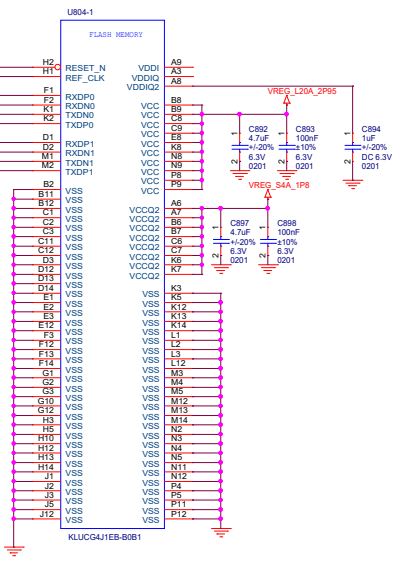 U804-1
FLASH MEMORY
H2 RESET_N VDDI A9
H1 REF_CLK VDDIQ A3
VDDIQ2 A8
F1 RXDP0
F2 RXDN0 VCC B8
K1 TXDN0 VCC B9
K2 TXDP0 VCC C8
VCC C9
D1 RXDP1 VCC E8
D2 RXDN1 VCC K8
M1 TXDN1 VCC N8
M2 TXDP1 VCC N9
VCC P8
B2 VSS VCC P9
B11 VSS
B12 VSS VCCQ2 A6
C1 VSS VCCQ2 A7
C2 VSS VCCQ2 B6
C3 VSS VCCQ2 B7
C11 VSS VCCQ2 C6
C12 VSS VCCQ2 C7
D3 VSS VCCQ2 K6
D12 VSS VCCQ2 K7
D13 VSS
D14 VSS VSS K3
E1 VSS VSS K5
E2 VSS VSS K12
E3 VSS VSS K13
E12 VSS VSS K14
F3 VSS VSS L1
F12 VSS VSS L2
F13 VSS VSS L3
F14 VSS VSS L12
G1 VSS VSS M3
G2 VSS VSS M4
G3 VSS VSS M5
G10 VSS VSS M12
G12 VSS VSS M13
H3 VSS VSS M14
H5 VSS VSS N2
H10 VSS VSS N3
H12 VSS VSS N4
H13 VSS VSS N5
H14 VSS VSS N11
J1 VSS VSS N12
J2 VSS VSS P4
J3 VSS VSS P5
J5 VSS VSS P11
J12 VSS VSS P12
KLUCG4J1EB-B0B1
VREG_L20A_2P95
1
2
C892
4.7uF
+/-20%
6.3V
0201
1
2
C893
100nF
±10%
6.3V
0201
1
2
C894
1uF
+/-20%
DC 6.3V
0201
VREG_S4A_1P8
1
2
C897
4.7uF
+/-20%
6.3V
0201
1
2
C898
100nF
±10%
6.3V
0201